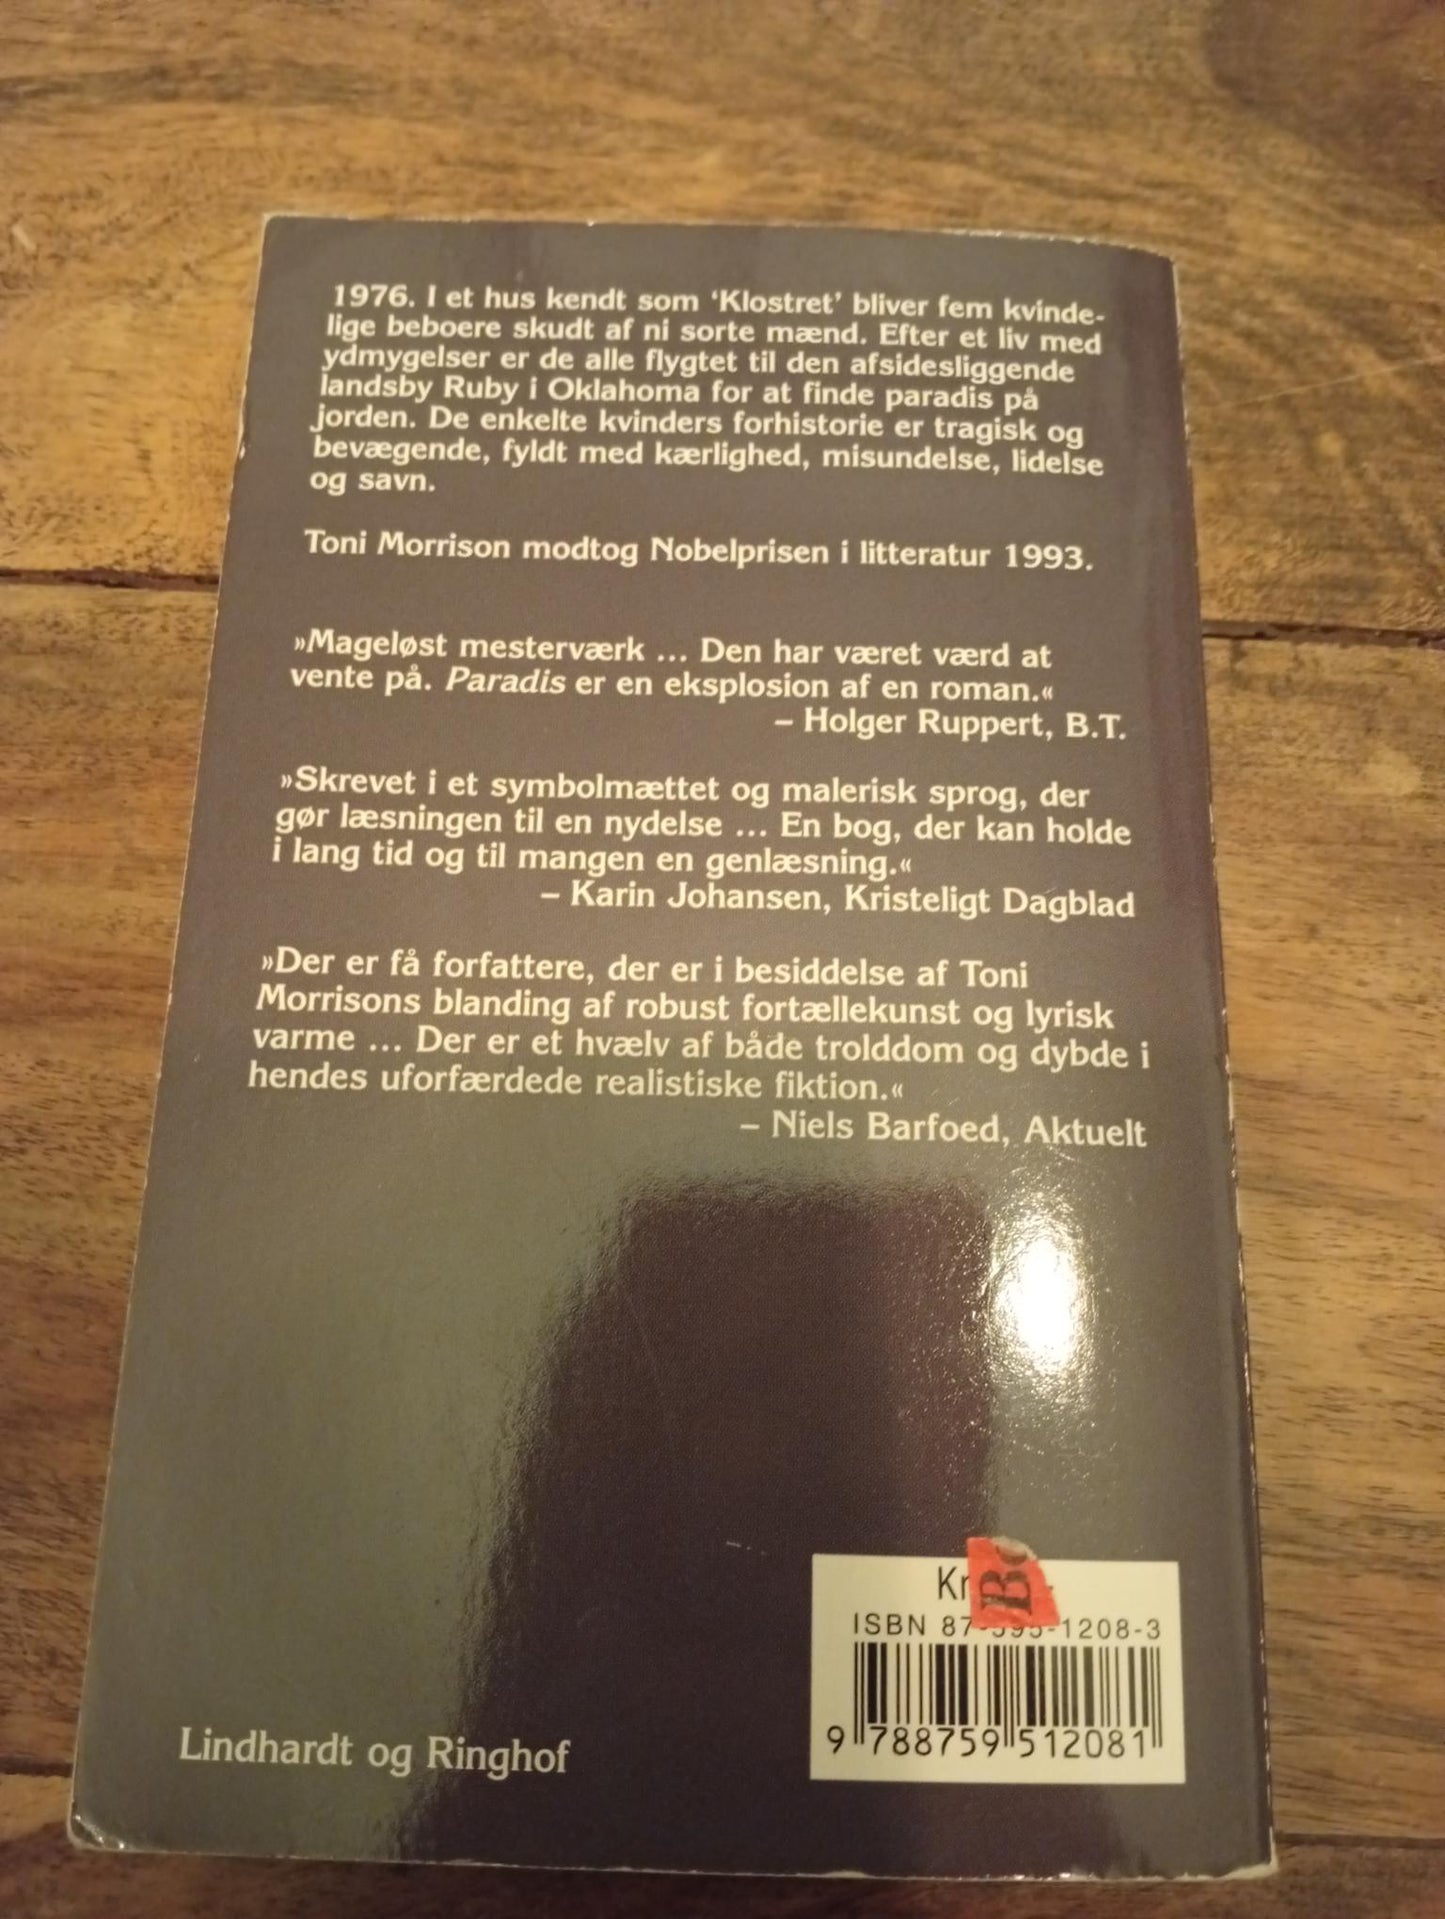 1976. I et hus kendt som ‘Klostret’ bliver fem kvinde-
lige beboere skudt af ni sorte mænd. Efter et liv med
ydmygelser er de alle flygtet til den afsidesliggende
landsby Ruby i Oklahoma for at finde paradis på
jorden. De enkelte kvinders forhistorie er tragisk og
bevægende, fyldt med kærlighed, misundelse, lidelse
og savn.
Toni Morrison modtog Nobelprisen i litteratur 1993.
»Mageløst mesterværk ... Den har været værd at
vente på. Paradis er en eksplosion af en roman.«
– Holger Ruppert, B.T.
»Skrevet i et symbolmættet og malerisk sprog, der
gør læsningen til en nydelse ... En bog, der kan holde
i lang tid og til mangen en genlæsning.«
– Karin Johansen, Kristeligt Dagblad
»Der er få forfattere, der er i besiddelse af Toni
Morrisons blanding af robust fortællekunst og lyrisk
varme ... Der er et hvælv af både trolddom og dybde i
hendes uforfærdede realistiske fiktion.«
– Niels Barfoed, Aktuelt
Kr
ISBN 87-595-1208-3
9 788759 512081
Lindhardt og Ringhof